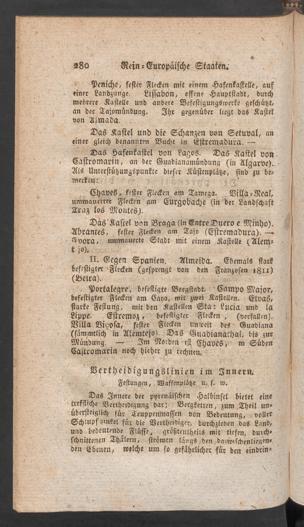 280 Rein-Europäische Staaten.
Peniche, fester Flecken mit einem Hafenkastelle, auf
einer Landzunge. Lissabon, offene Hauptstadt, durch
mehrere Kastelle und andere Befestigungswerke geschützt,
an der Tajomündung. Ihr gegenüber liegt das Kastel
von Almada.
Das Kastel und die Schanzen von Setuval, an
einer gleich benannten Bucht in Estremadura. —
Das Hafenkastel von Lagos. Das Kastel von
Castromarin, an der Guadianamündung (in Algarve).
Als Unterstützungspunkte dieser Küstenplätze, sind zu be-
merken:
Chaves, fester Flecken am Tamega. Villa-Real,
unmauerter Flecken am Curgobache (in der Landschaft
Traz los Montes).
Das Kastel von Braga (in Entre Duero e Minho).
Abrantes, fester Flecken am Tajo (Estremadura). —
Evora, ummauerte Stadt mit einem Kastelle (Alem-
tejo).
II. Gegen Spanien. Almeida. Ehemals stark
befestigter Flecken (gesprengt von den Franzosen 1811)
(Beira).
Portalegre, befestigte Bergstadt. Campo Major,
befestigter Flecken am Caya, mit zwei Kastellen. Elvas,
starke Festung, mit den Kastellen Sta: Lucia und la
Lippe. Estremoz, befestigter Flecken, (verfallen).
Villa Viçosa, fester Flecken unweit des Guadiana
(sämmtlich in Alemtejo). Das Guadianathal, bis zur
Mündung. — Im Norden ist Chaves, im Süden
Castromarin noch hieher zu rechnen.
Vertheidigungslinien im Innern.
Festungen, Waffenplätze u. s. w.
Das Innere der pyrenäischen Halbinsel bietet eine
treffliche Vertheidigung dar; Bergketten, zum Theil un-
übersteiglich für Truppenmassen von Bedeutung, voller
Schlupfwinkel für die Vertheidiger, durchziehen das Land,
und bedeutende Flüsse, größtentheils mit tiefen, durch-
schnittenen Thälern, strömen längs den dazwischenliegen-
den Ebenen, welche um so gefährlicher für den eindrin-